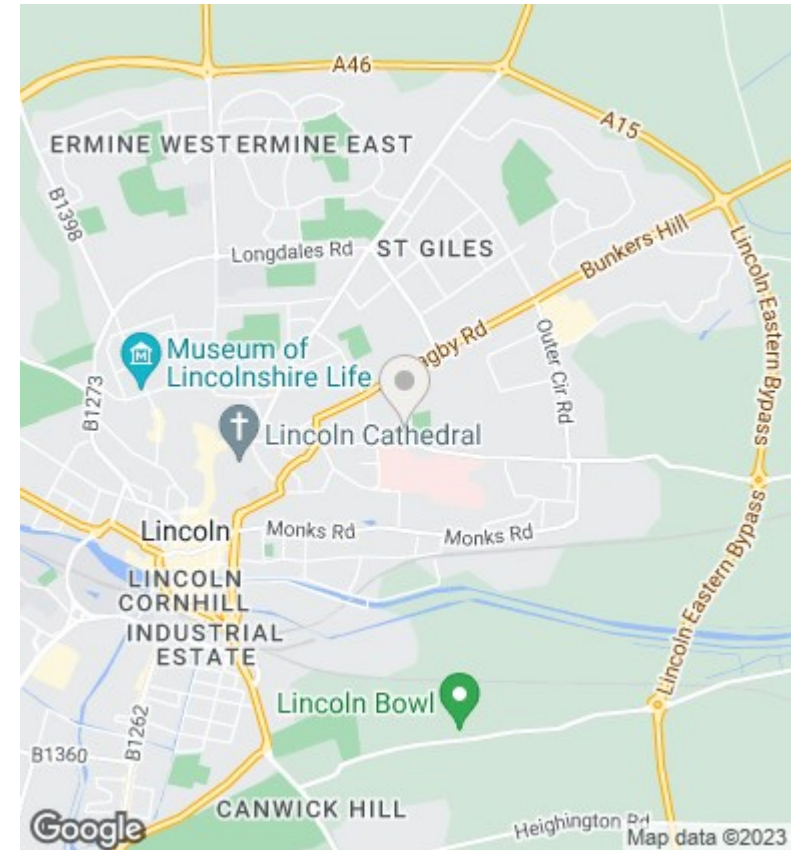 A46
A15
ERMINE WEST
ERMINE EAST
B1398
Longdales Rd
ST GILES
Bunkers Hill
Lincoln Eastern Bypass
Outer Cir Rd
Museum of
Lincolnshire Life
B1273
Lincoln Cathedral
Lincoln
Monks Rd
Monks Rd
LINCOLN
CORNHILL
INDUSTRIAL
ESTATE
Lincoln Eastern Bypass
Lincoln Bowl
B1262
B1360
CANWICK HILL
Heighington Rd
Google
Map data ©2023